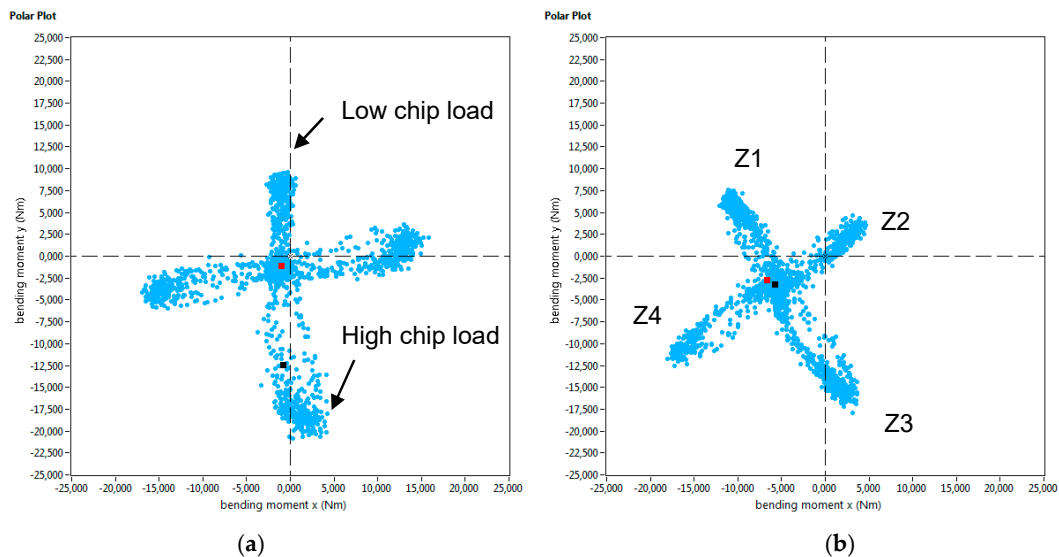 Polar Plot
25,000
22,500
20,000
17,500
15,000
12,500
10,000
7,500
5,000
2,500
0,000
-2,500
-5,000
-7,500
-10,000
-12,500
-15,000
-17,500
-20,000
-22,500
-25,000
bending moment y (Nm)
Low chip load
High chip load
-25,000 -20,000 -15,000 -10,000 -5,000 0,000 5,000 10,000 15,000 20,000 25,000
bending moment x (Nm)
(a)
Polar Plot
25,000
22,500
20,000
17,500
15,000
12,500
10,000
7,500
5,000
2,500
0,000
-2,500
-5,000
-7,500
-10,000
-12,500
-15,000
-17,500
-20,000
-22,500
-25,000
bending moment y (Nm)
Z1
Z2
Z4
Z3
-25,000 -20,000 -15,000 -10,000 -5,000 0,000 5,000 10,000 15,000 20,000 25,000
bending moment x (Nm)
(b)